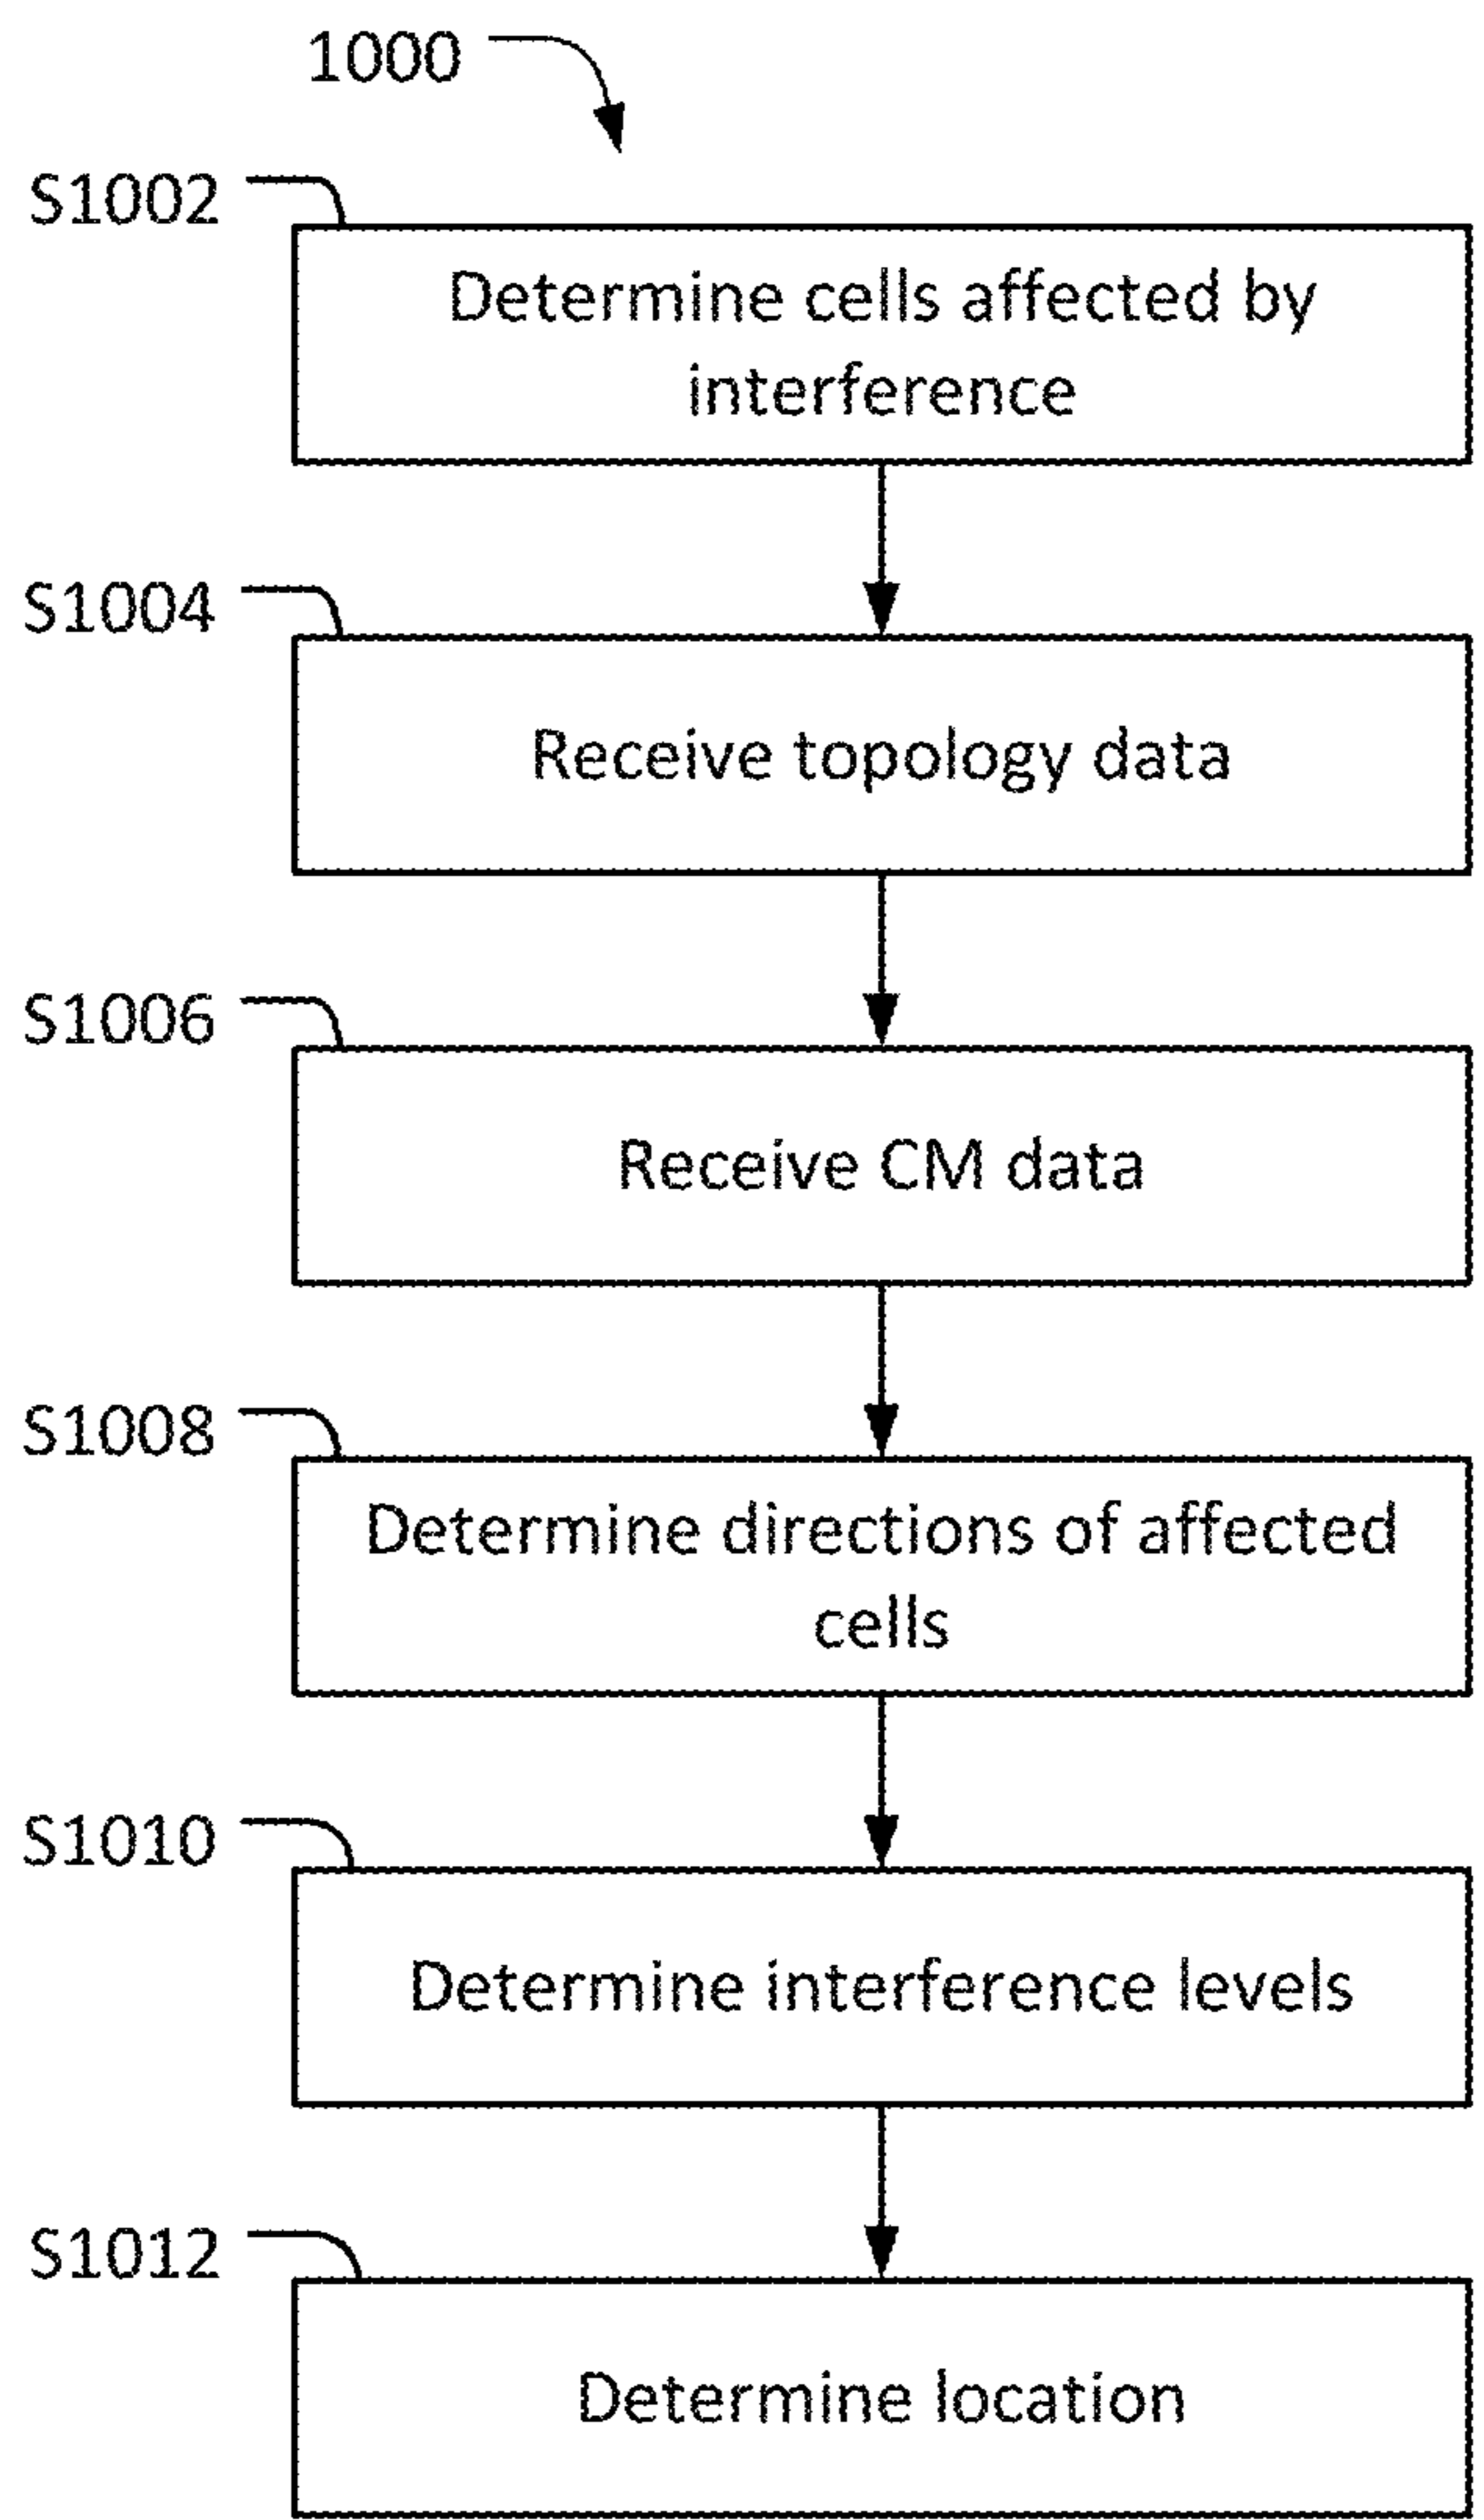 1000
S1002
Determine cells affected by
interference
S1004
Receive topology data
S1006
Receive CM data
S1008
Determine directions of affected
cells
S1010
Determine interference levels
S1012
Determine location